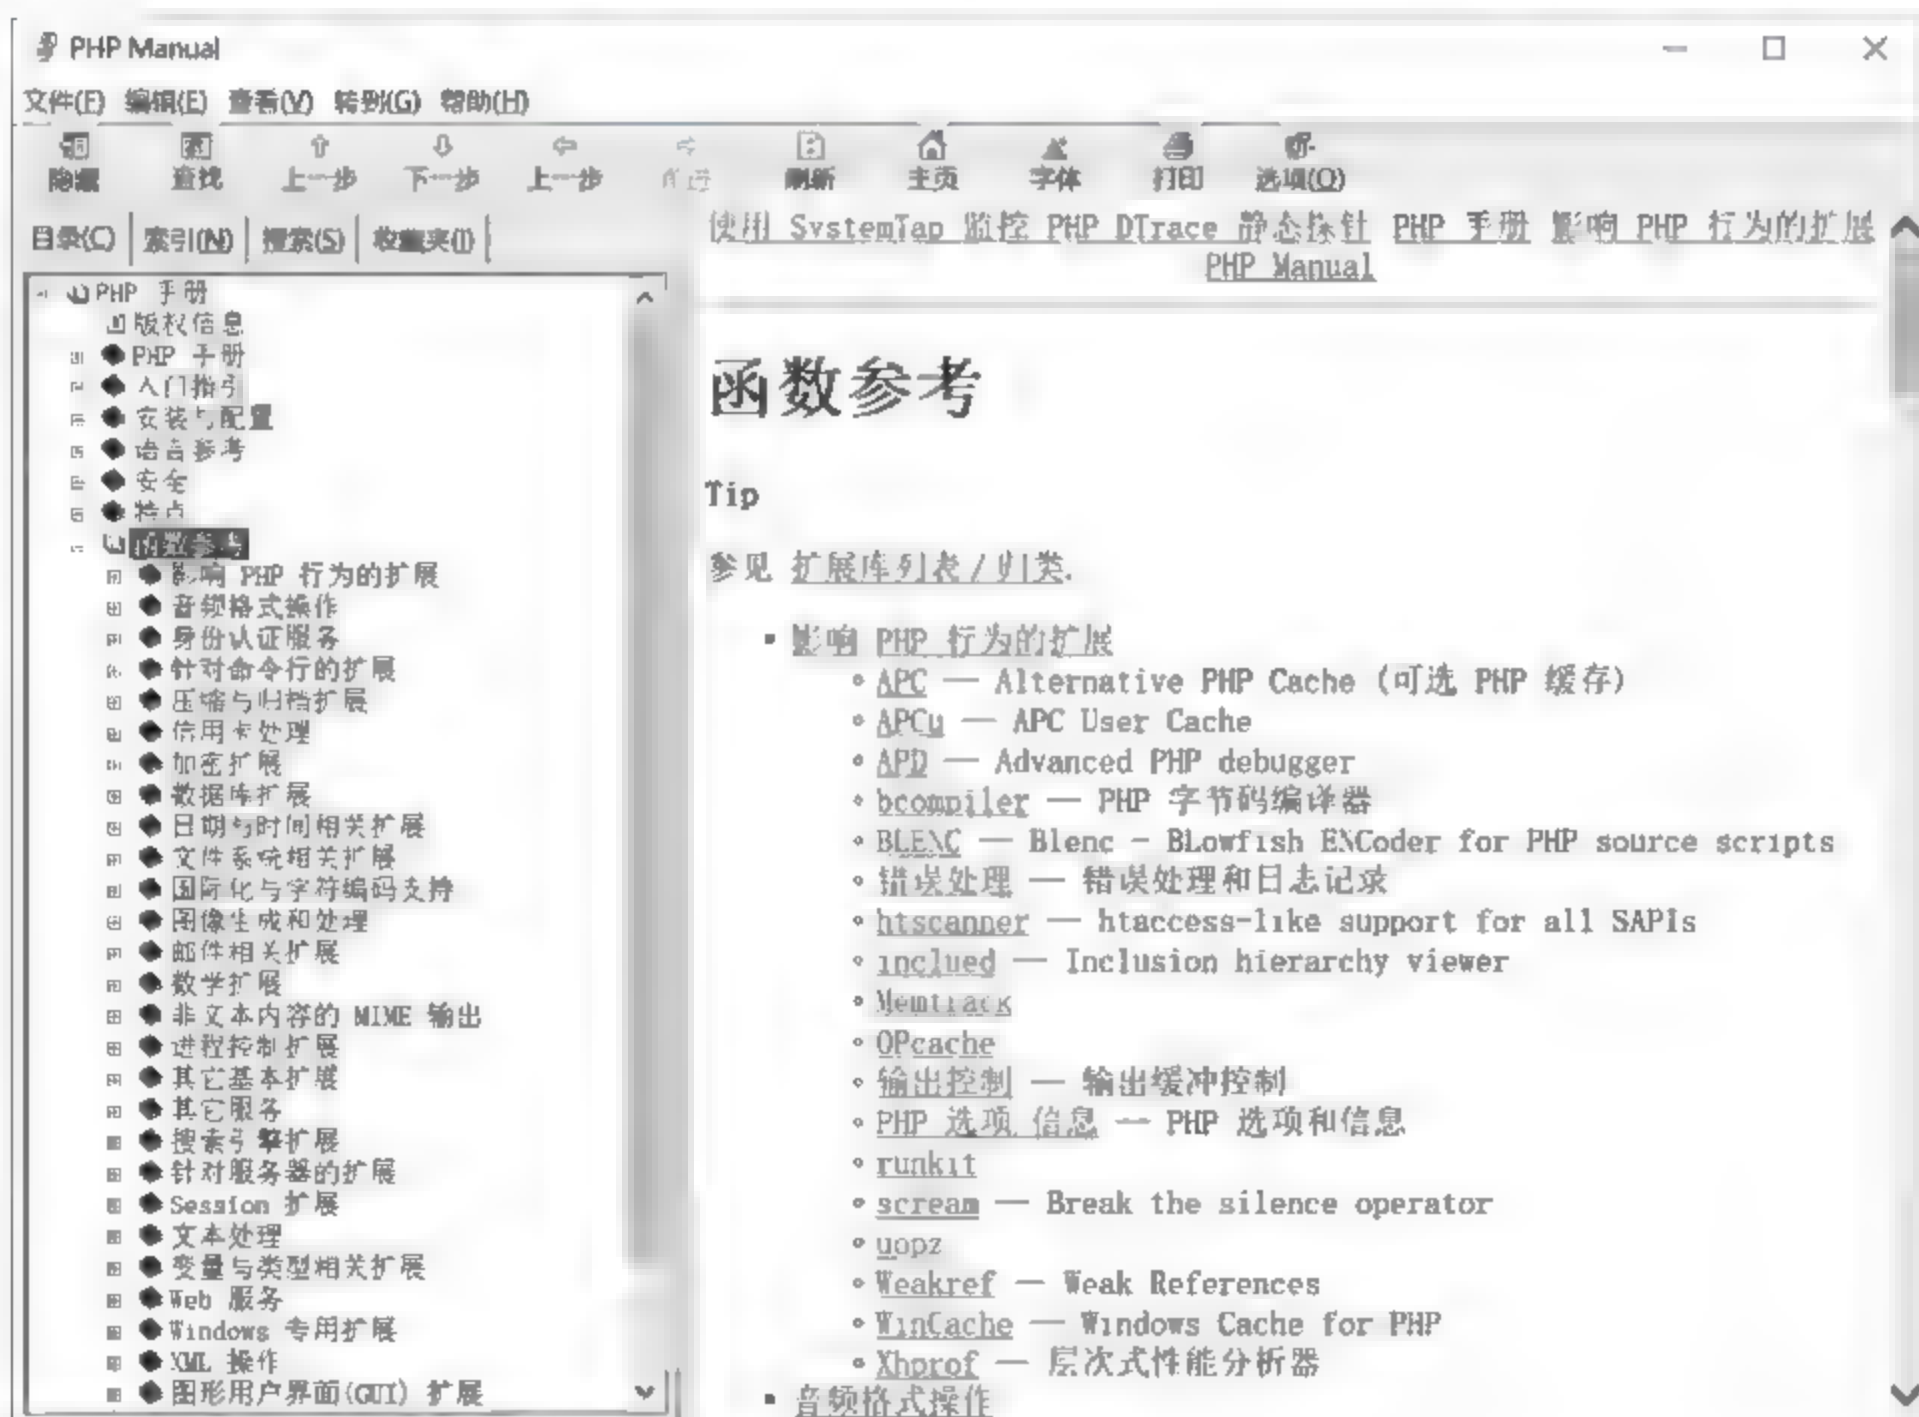 PHP Manual
文件(F) 编辑(E) 查看(V) 转到(G) 帮助(H)
隐藏 查找 上一步 下一步 上一步 前进 刷新 主页 字体 打印 选项(O)
目录(C) 索引(N) 搜索(S) 收藏夹(I)
PHP 手册
版权信息
PHP 手册
入门指引
安装与配置
语言参考
安全
特点
函数参考
影响 PHP 行为的扩展
音频格式操作
身份认证服务
针对命令行的扩展
压缩与归档扩展
信用卡处理
加密扩展
数据库扩展
日期与时间相关扩展
文件系统相关扩展
国际化与字符编码支持
图像生成和处理
邮件相关扩展
数学扩展
非文本内容的 MIME 输出
进程控制扩展
其它基本扩展
其它服务
搜索引擎扩展
针对服务器的扩展
Session 扩展
文本处理
变量与类型相关扩展
Web 服务
Windows 专用扩展
XML 操作
图形用户界面(GUI) 扩展
使用 SystemTap 监控 PHP DTrace 静态探针 PHP 手册 影响 PHP 行为的扩展
PHP Manual
函数参考
Tip
参见 扩展库列表/归类.
▪ 影响 PHP 行为的扩展
∘ APC — Alternative PHP Cache (可选 PHP 缓存)
∘ APCu — APC User Cache
∘ APD — Advanced PHP debugger
∘ bcompiler — PHP 字节码编译器
∘ BLENC — Blenc - BLowfish ENCoder for PHP source scripts
∘ 错误处理 — 错误处理和日志记录
∘ htscanner — htaccess-like support for all SAPIs
∘ inclued — Inclusion hierarchy viewer
∘ Memtrack
∘ OPcache
∘ 输出控制 — 输出缓冲控制
∘ PHP 选项 信息 — PHP 选项和信息
∘ runkit
∘ scream — Break the silence operator
∘ uopz
∘ Weakref — Weak References
∘ WinCache — Windows Cache for PHP
∘ Xhprof — 层次式性能分析器
▪ 音频格式操作